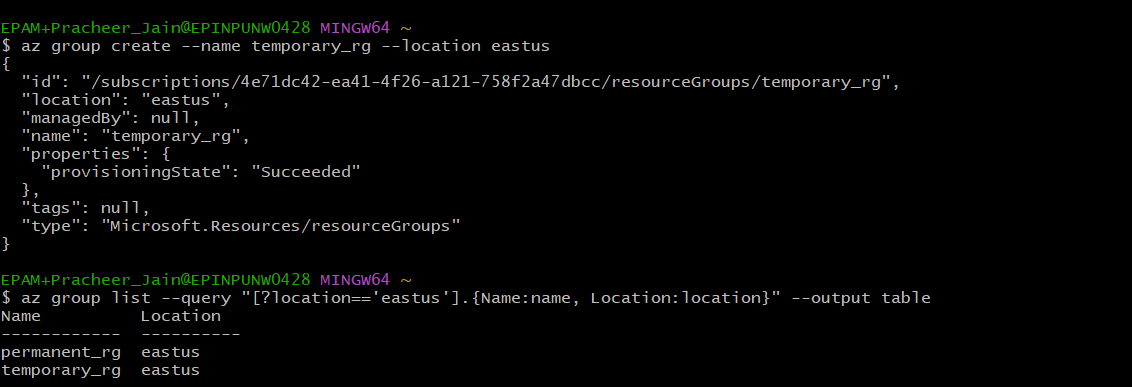 EPAM+Pracheer_Jain@EPINPUNW0428 MINGW64 ~
$ az group create --name temporary_rg --location eastus
{
  "id": "/subscriptions/4e71dc42-ea41-4f26-a121-758f2a47dbcc/resourceGroups/temporary_rg",
  "location": "eastus",
  "managedBy": null,
  "name": "temporary_rg",
  "properties": {
    "provisioningState": "Succeeded"
  },
  "tags": null,
  "type": "Microsoft.Resources/resourceGroups"
}
EPAM+Pracheer_Jain@EPINPUNW0428 MINGW64 ~
$ az group list --query "[?location=='eastus'].{Name:name, Location:location}" --output table
Name          Location
------------  ----------
permanent_rg  eastus
temporary_rg  eastus